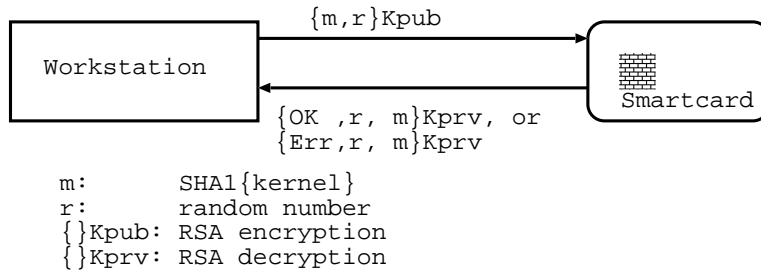 {m,r}Kpub
Workstation
Smartcard
{OK ,r, m}Kprv, or
{Err,r, m}Kprv
m: SHA1{kernel}
r: random number
{}Kpub: RSA encryption
{}Kprv: RSA decryption